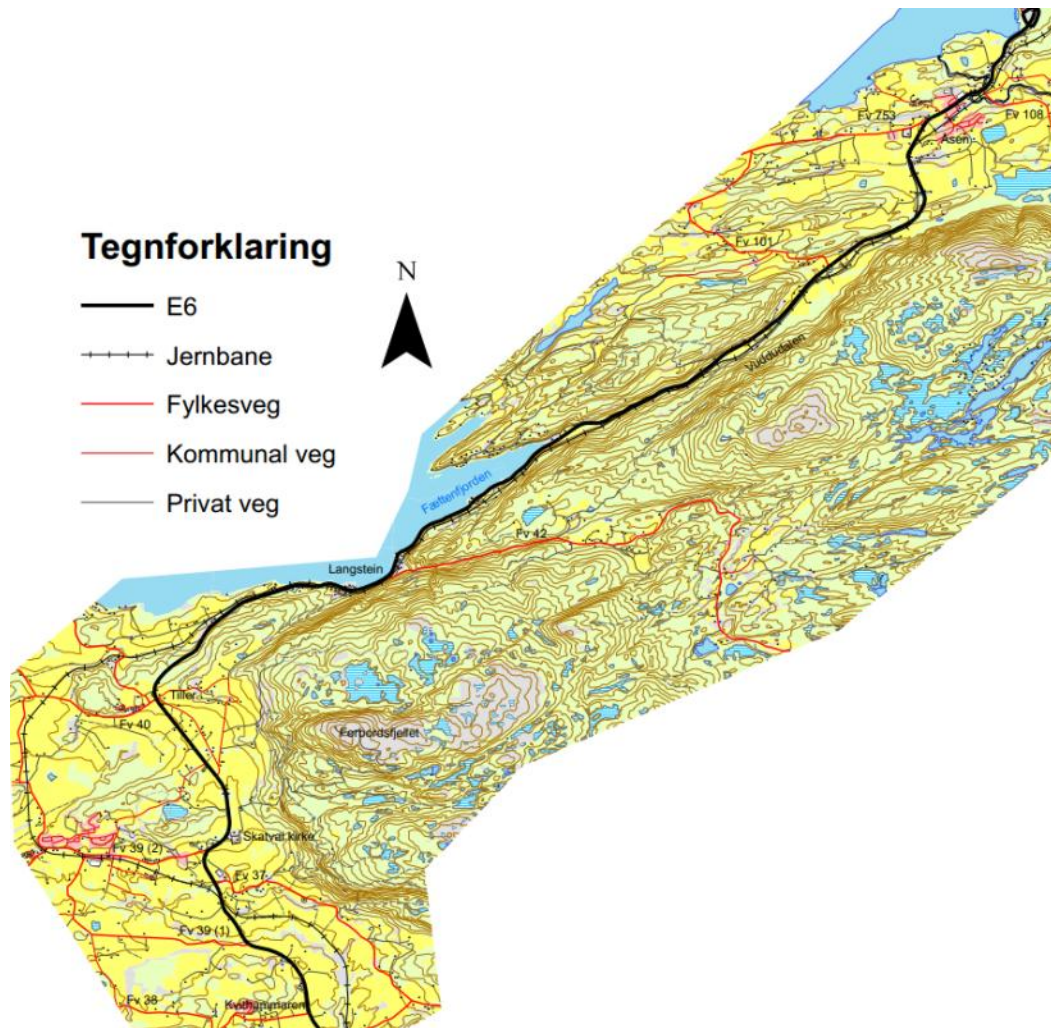 Fv 753
Fv 108
Åsen
Tegnforklaring
N
Fv 101
E6
Jernbane
Vuddudalen
Fylkesveg
Kommunal veg
Fættenfjorden
Privat veg
Fv 42
Langstein
Tiller
Fv 40
Forbordsfjellet
Skatval kirke
Fv 39 (2)
Fv 37
Fv 39 (1)
Fv 38
Kvithammaren